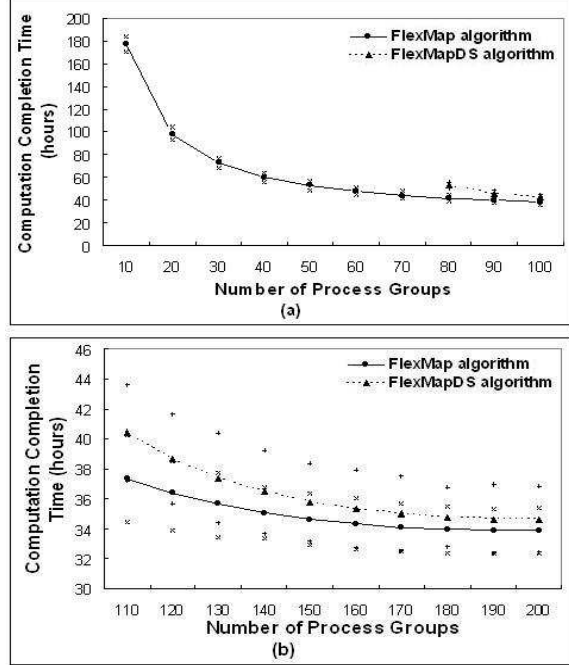 200
180
160
140
120
100
80
60
40
20
0
Computation Completion Time
(hours)
FlexMap algorithm
FlexMapDS algorithm
10 20 30 40 50 60 70 80 90 100
Number of Process Groups
(a)
46
44
42
40
38
36
34
32
30
Computation Completion
Time (hours)
FlexMap algorithm
FlexMapDS algorithm
110 120 130 140 150 160 170 180 190 200
Number of Process Groups
(b)